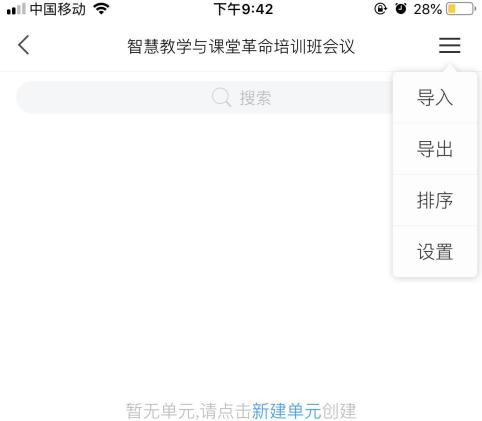 中国移动 下午9:42 28%
智慧教学与课堂革命培训班会议
搜索
导入
导出
排序
设置
暂无单元,请点击新建单元创建